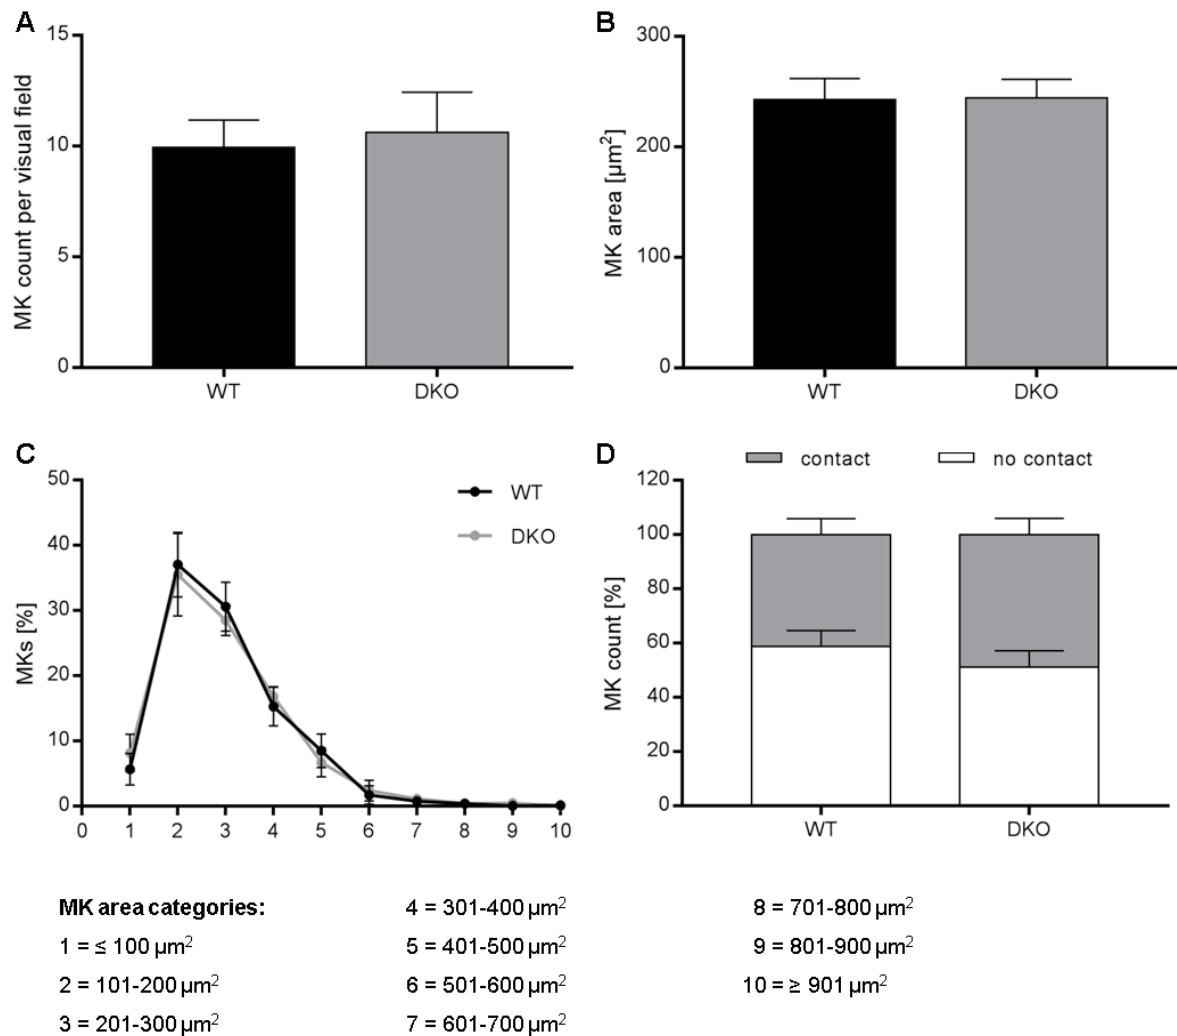 A
MK count per visual field
15
10
5
0
WT
DKO
B
MK area [µm²]
300
200
100
0
WT
DKO
C
MKs [%]
50
40
30
20
10
0
0 1 2 3 4 5 6 7 8 9 10
WT
DKO
D
contact no contact
MK count [%]
120
100
80
60
40
20
0
WT
DKO
MK area categories:
1 = ≤ 100 µm²
2 = 101-200 µm²
3 = 201-300 µm²
4 = 301-400 µm²
5 = 401-500 µm²
6 = 501-600 µm²
7 = 601-700 µm²
8 = 701-800 µm²
9 = 801-900 µm²
10 = ≥ 901 µm²